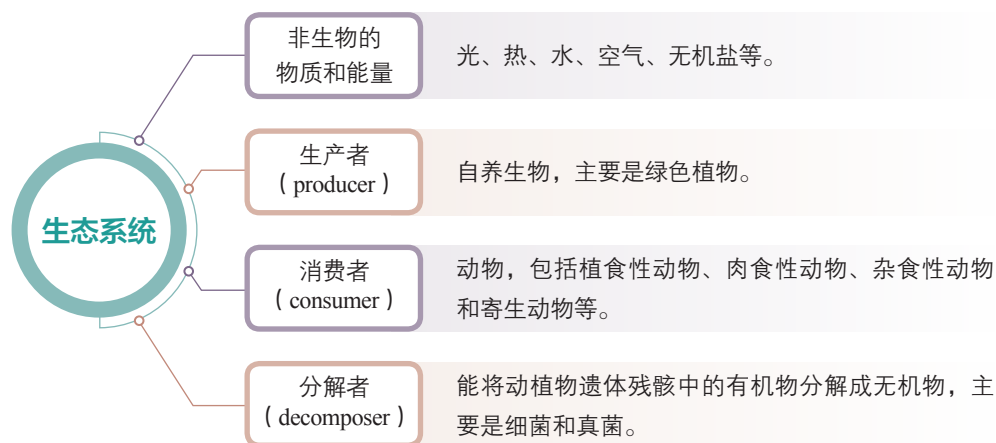 非生物的
物质和能量
光、热、水、空气、无机盐等。
生产者
（producer）
自养生物，主要是绿色植物。
生态系统
消费者
（consumer）
动物，包括植食性动物、肉食性动物、杂食性动物
和寄生动物等。
分解者
（decomposer）
能将动植物遗体残骸中的有机物分解成无机物，主
要是细菌和真菌。